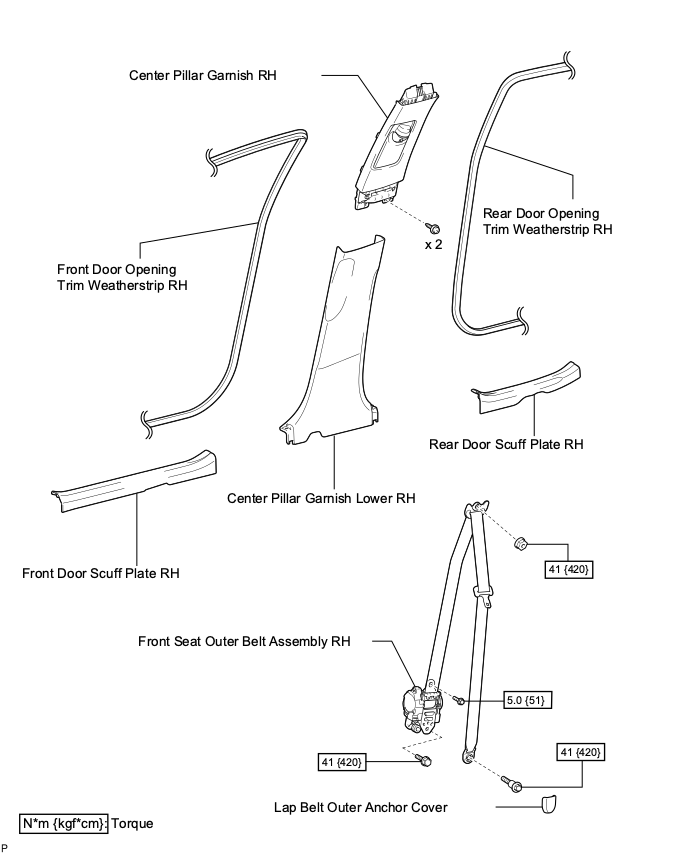 Center Pillar Garnish RH
Rear Door Opening
Trim Weatherstrip RH
x 2
Front Door Opening
Trim Weatherstrip RH
Rear Door Scuff Plate RH
Center Pillar Garnish Lower RH
Front Door Scuff Plate RH
41 {420}
Front Seat Outer Belt Assembly RH
5.0 {51}
41 {420}
41 {420}
Lap Belt Outer Anchor Cover
N*m {kgf*cm}: Torque
P